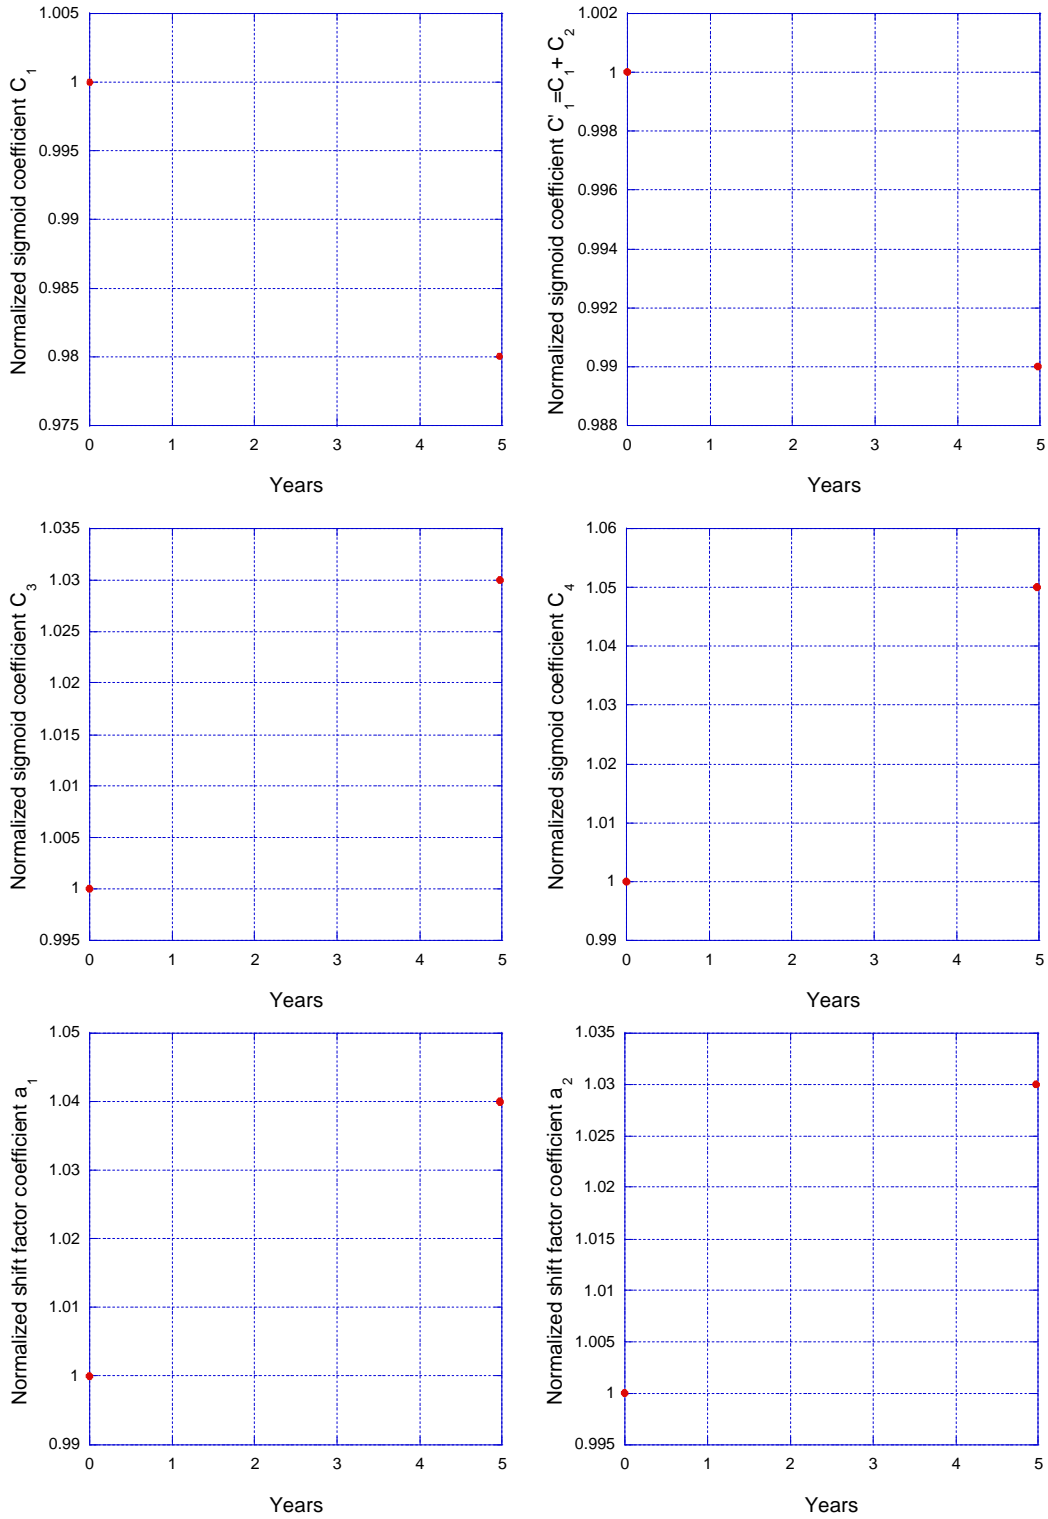 Normalized sigmoid coefficient C₁
1.005
1
0.995
0.99
0.985
0.98
0.975
0 1 2 3 4 5
Years
Normalized sigmoid coefficient C'₁=C₁+ C₂
1.002
1
0.998
0.996
0.994
0.992
0.99
0.988
0 1 2 3 4 5
Years
Normalized sigmoid coefficient C₃
1.035
1.03
1.025
1.02
1.015
1.01
1.005
1
0.995
0 1 2 3 4 5
Years
Normalized sigmoid coefficient C₄
1.06
1.05
1.04
1.03
1.02
1.01
1
0.99
0 1 2 3 4 5
Years
Normalized shift factor coefficient a₁
1.05
1.04
1.03
1.02
1.01
1
0.99
0 1 2 3 4 5
Years
Normalized shift factor coefficient a₂
1.035
1.03
1.025
1.02
1.015
1.01
1.005
1
0.995
0 1 2 3 4 5
Years